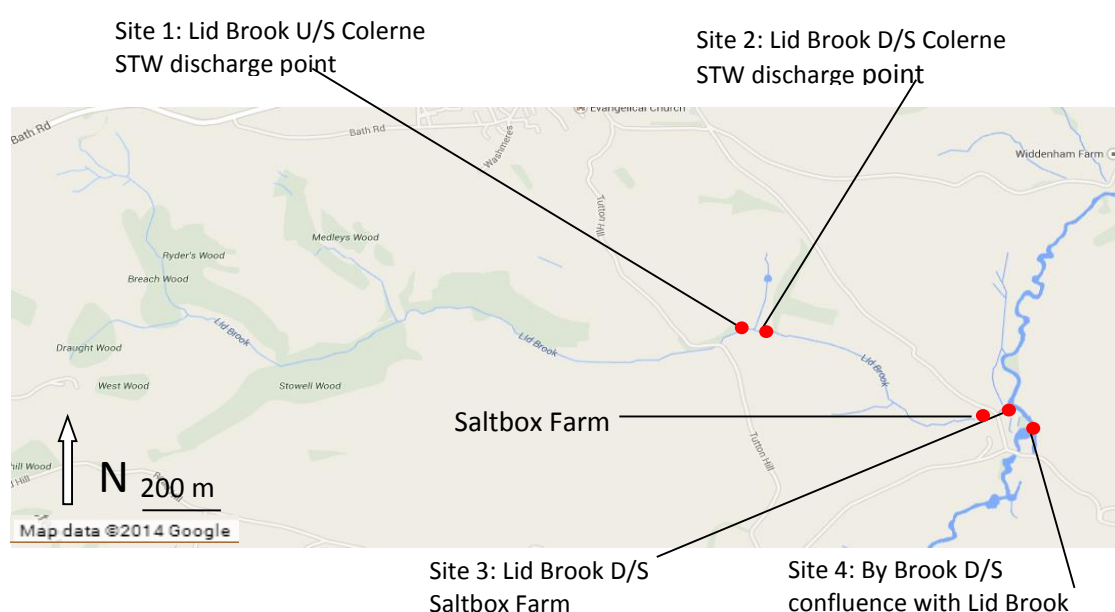 Site 1: Lid Brook U/S Colerne
STW discharge point
Site 2: Lid Brook D/S Colerne
STW discharge point
Evangelical Church
Bath Rd
Bath Rd
Washmeres
Widdenham Farm
Tutton Hill
Medleys Wood
Ryder's Wood
Breach Wood
Lid Brook
Lid Brook
Draught Wood
West Wood
Stowell Wood
Lid Brook
Saltbox Farm
Tutton Hill
hill Wood
Hill
N
200 m
Map data ©2014 Google
Site 3: Lid Brook D/S
Saltbox Farm
Site 4: By Brook D/S
confluence with Lid Brook